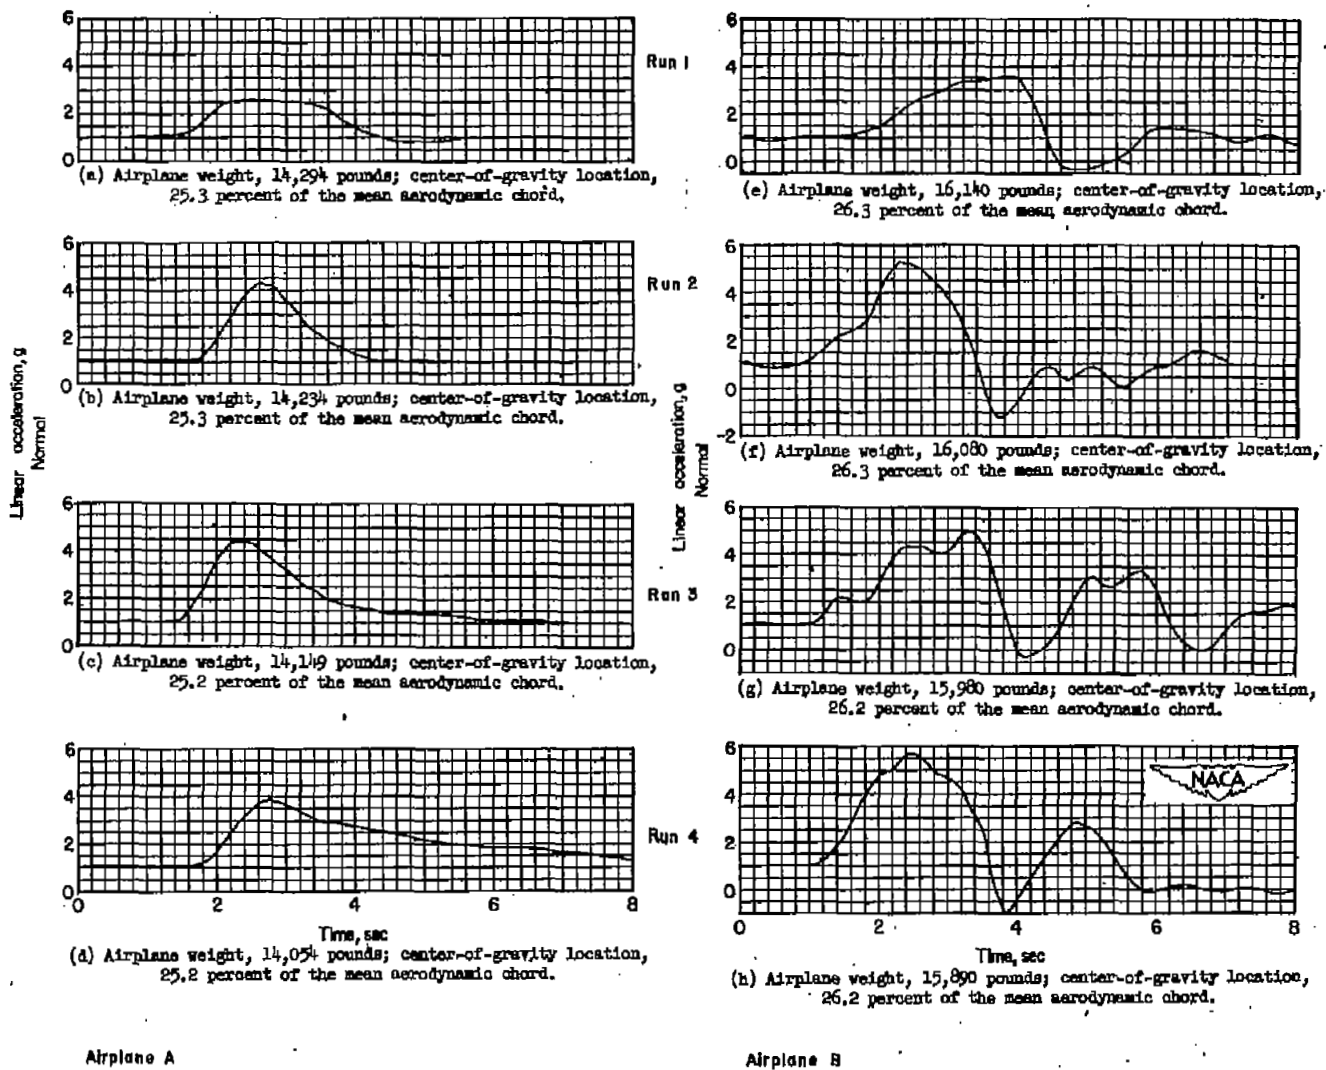 Linear acceleration, g
Normal
6
4
2
0
(a) Airplane weight, 14,294 pounds; center-of-gravity location,
25.3 percent of the mean aerodynamic chord.
6
4
2
0
(b) Airplane weight, 14,234 pounds; center-of-gravity location,
25.3 percent of the mean aerodynamic chord.
6
4
2
0
(c) Airplane weight, 14,149 pounds; center-of-gravity location,
25.2 percent of the mean aerodynamic chord.
6
4
2
0
0 2 4 6 8
Time, sec
(d) Airplane weight, 14,054 pounds; center-of-gravity location,
25.2 percent of the mean aerodynamic chord.
Airplane A
Run 1
Run 2
Run 3
Run 4
Linear acceleration, g
Normal
6
4
2
0
(e) Airplane weight, 16,140 pounds; center-of-gravity location,
26.3 percent of the mean aerodynamic chord.
6
4
2
0
-2
(f) Airplane weight, 16,080 pounds; center-of-gravity location,
26.3 percent of the mean aerodynamic chord.
6
4
2
0
(g) Airplane weight, 15,980 pounds; center-of-gravity location,
26.2 percent of the mean aerodynamic chord.
6
4
2
0
NACA
0 2 4 6 8
Time, sec
(h) Airplane weight, 15,890 pounds; center-of-gravity location,
26.2 percent of the mean aerodynamic chord.
Airplane B